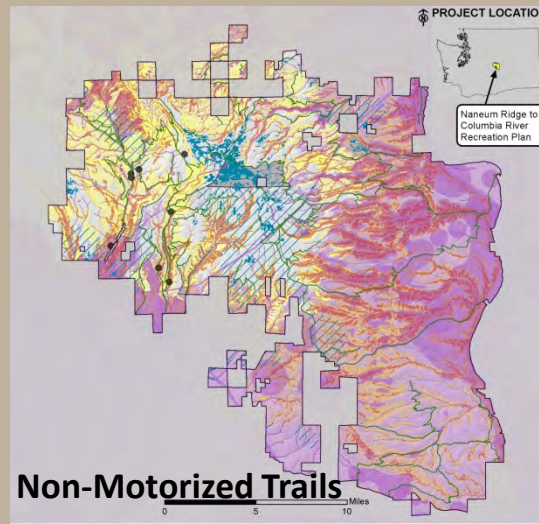 PROJECT LOCATIO
Naneum Ridge to
Columbia River
Recreation Plan
Non-Motorized Trails
Miles
0 5 10